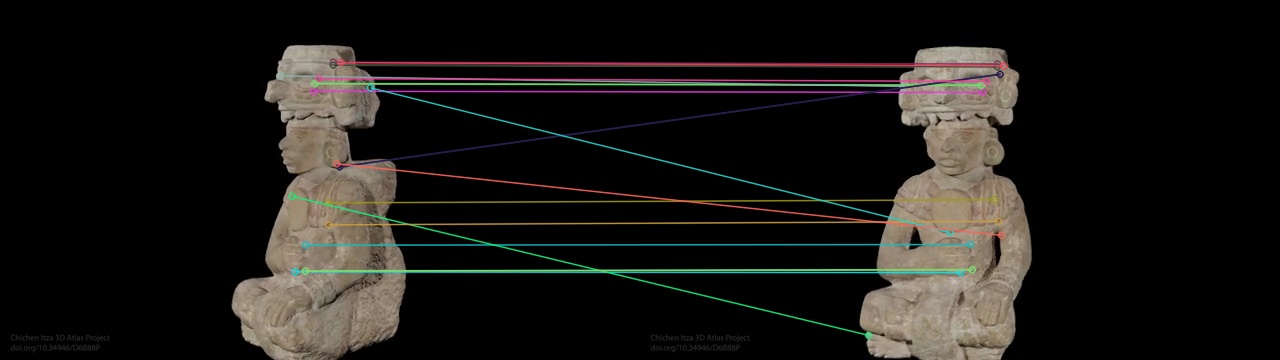 Chichen Itza 3D Atlas Project
doi.org/10.34946/D6B88P
Chichen Itza 3D Atlas Project
doi.org/10.34946/D6B88P